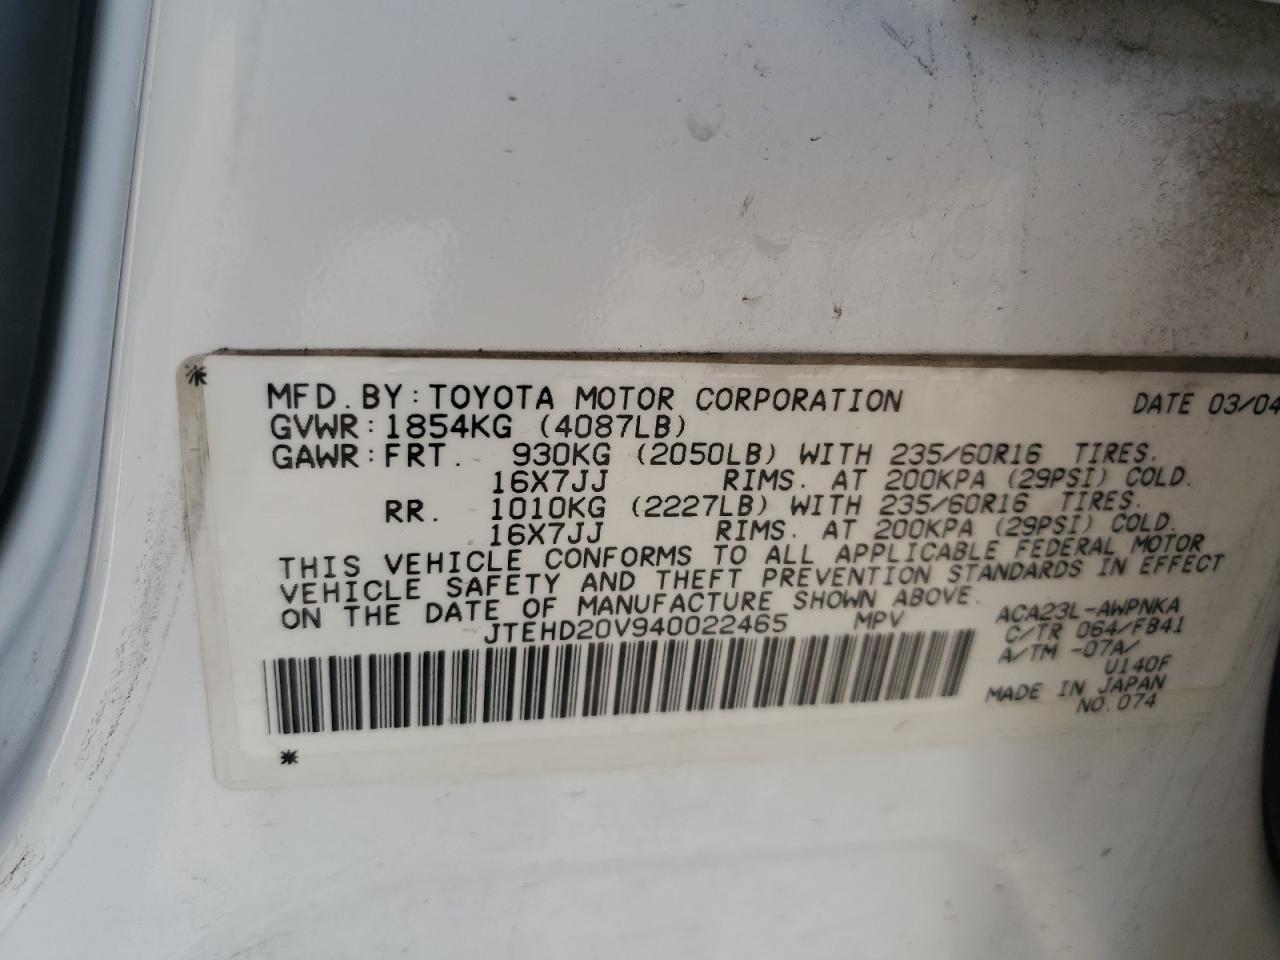 MFD. BY: TOYOTA MOTOR CORPORATION DATE 03/04
GVWR: 1854KG (4087LB)
GAWR: FRT. 930KG (2050LB) WITH 235/60R16 TIRES.
16X7JJ RIMS. AT 200KPA (29PSI) COLD.
RR. 1010KG (2227LB) WITH 235/60R16 TIRES.
16X7JJ RIMS. AT 200KPA (29PSI) COLD.
THIS VEHICLE CONFORMS TO ALL APPLICABLE FEDERAL MOTOR
VEHICLE SAFETY AND THEFT PREVENTION STANDARDS IN EFFECT
ON THE DATE OF MANUFACTURE SHOWN ABOVE.
JTEHD20V940022465 MPV
ACA23L-AWPNKA
C/TR 064/FB41
A/TM -07A/
U140F
MADE IN JAPAN
NO. 074